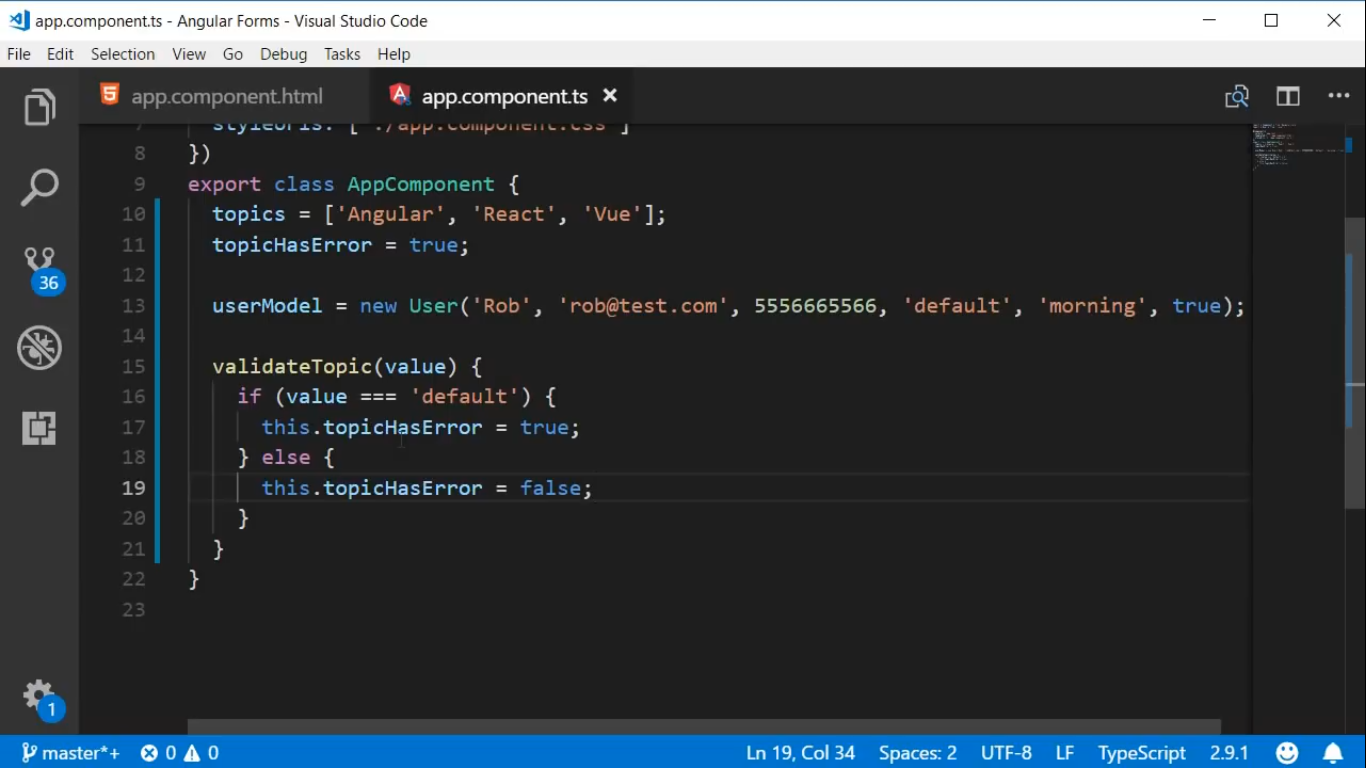 app.component.ts - Angular Forms - Visual Studio Code
File Edit Selection View Go Debug Tasks Help
app.component.html app.component.ts
7 styleUrls: ['./app.component.css']
8 })
9 export class AppComponent {
10 topics = ['Angular', 'React', 'Vue'];
11 topicHasError = true;
12
13 userModel = new User('Rob', 'rob@test.com', 5556665566, 'default', 'morning', true);
14
15 validateTopic(value) {
16 if (value === 'default') {
17 this.topicHasError = true;
18 } else {
19 this.topicHasError = false;
20 }
21 }
22 }
23
36
1
master*+ 0 0 Ln 19, Col 34 Spaces: 2 UTF-8 LF TypeScript 2.9.1